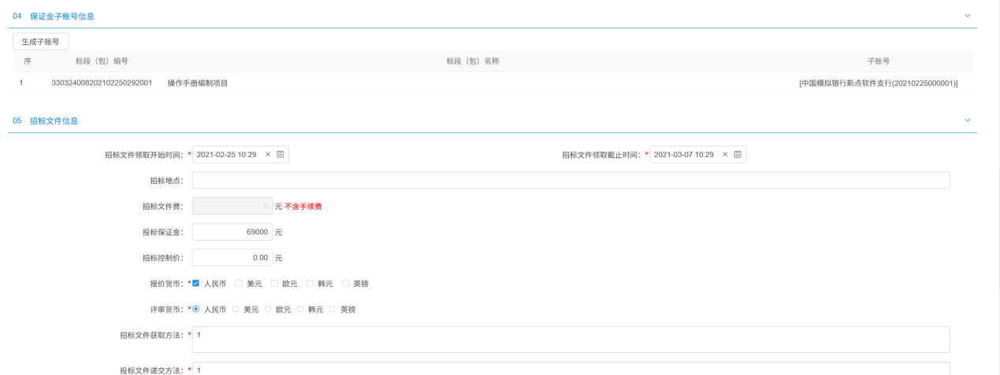 04 保证金子账号信息
生成子账号
序 标段（包）编号 标段（包）名称 子账号
1 330324008202102250292001 操作手册编制项目 [中国模拟银行新点软件支行(20210225000001)]
05 招标文件信息
招标文件领取开始时间：* 2021-02-25 10:29 招标文件领取截止时间：* 2021-03-07 10:29
招标地点：
招标文件费： 0 元 不含手续费
投标保证金： 69000 元
招标控制价： 0.00 元
报价货币：* 人民币 美元 欧元 韩元 英镑
评审货币：* 人民币 美元 欧元 韩元 英镑
招标文件获取方法：* 1
投标文件递交方法：* 1